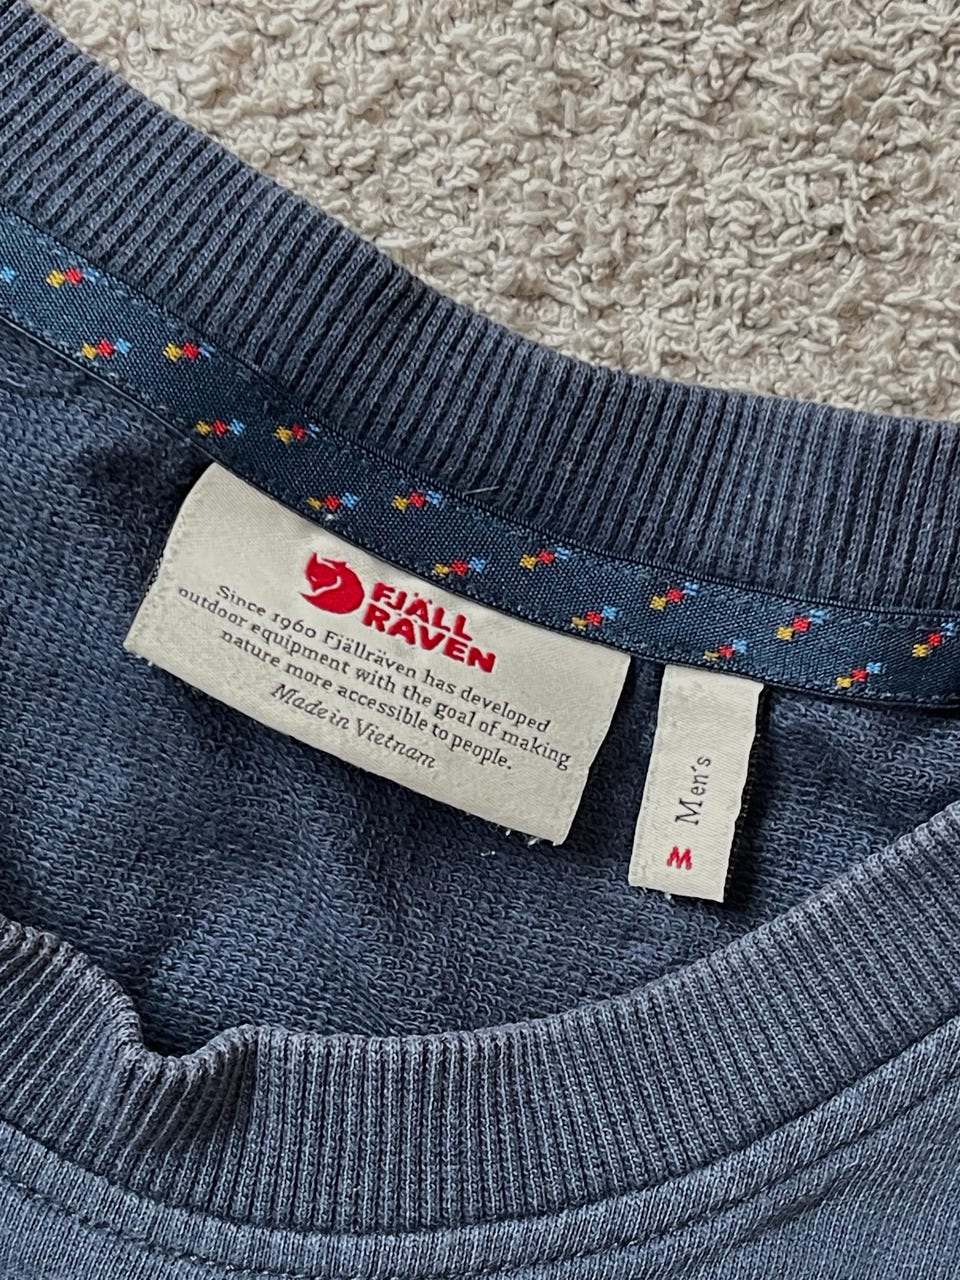 FJÄLL
RÄVEN
Since 1960 Fjällräven has developed
outdoor equipment with the goal of making
nature more accessible to people.
Made in Vietnam
Men's
M